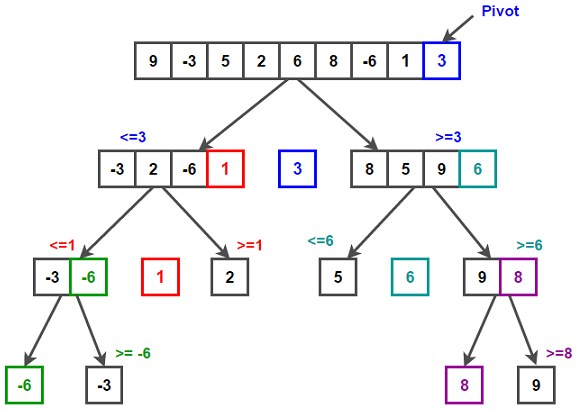 Pivot
9 -3 5 2 6 8 -6 1 3
<=3 >=3
-3 2 -6 1 3 8 5 9 6
<=1 >=1 <=6 >=6
-3 -6 1 2 5 6 9 8
>= -6 >=8
-6 -3 8 9